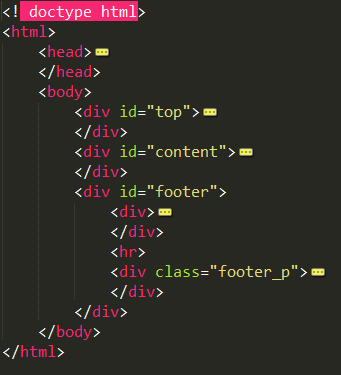 <! doctype html>
<html>
<head>
</head>
<body>
<div id="top">
</div>
<div id="content">
</div>
<div id="footer">
<div>
</div>
<hr>
<div class="footer_p">
</div>
</div>
</body>
</html>